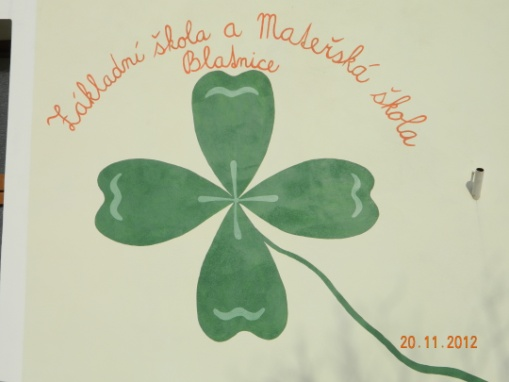 Základní škola a Mateřská škola
Blatnice
20.11.2012